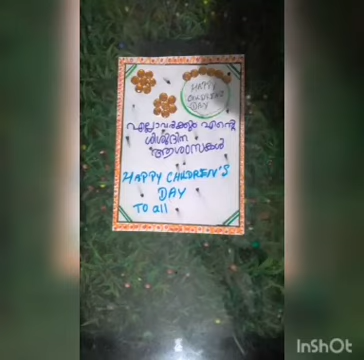 HAPPY
CHILDREN'S
DAY
എല്ലാവർക്കും എന്റെ
ശിശുദിന
ആശംസകൾ
HAPPY CHILDREN'S
DAY
TO all
InShOt